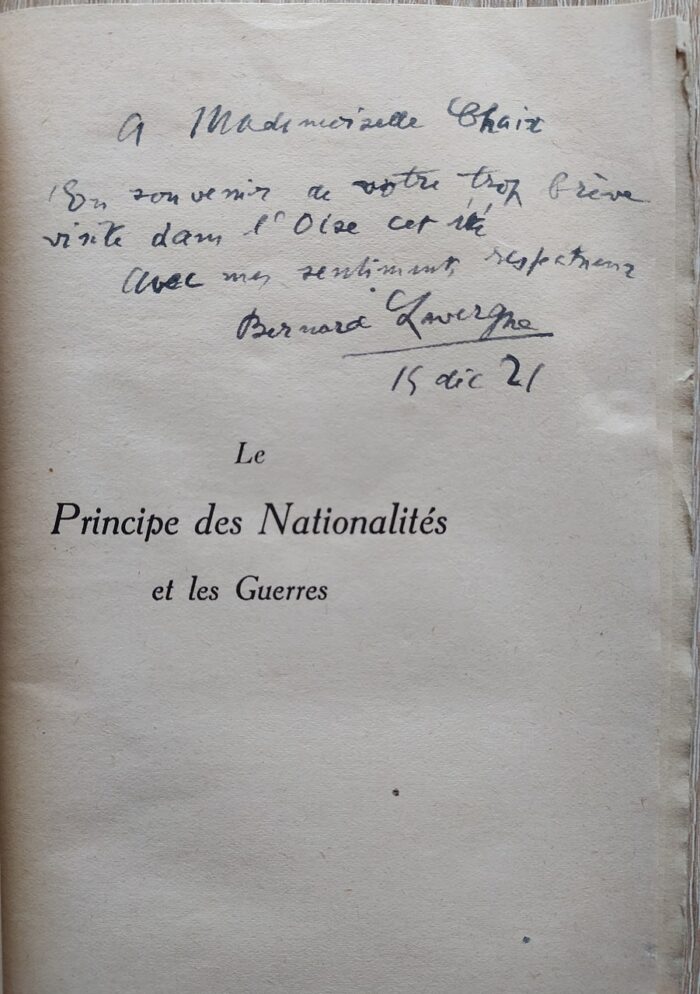 A Mademoiselle Chaix
En souvenir de votre trop brève
visite dans l'Oise cet été
avec mes sentiments respectueux
Bernard Lavergne
15 déc 21
Le
Principe des Nationalités
et les Guerres